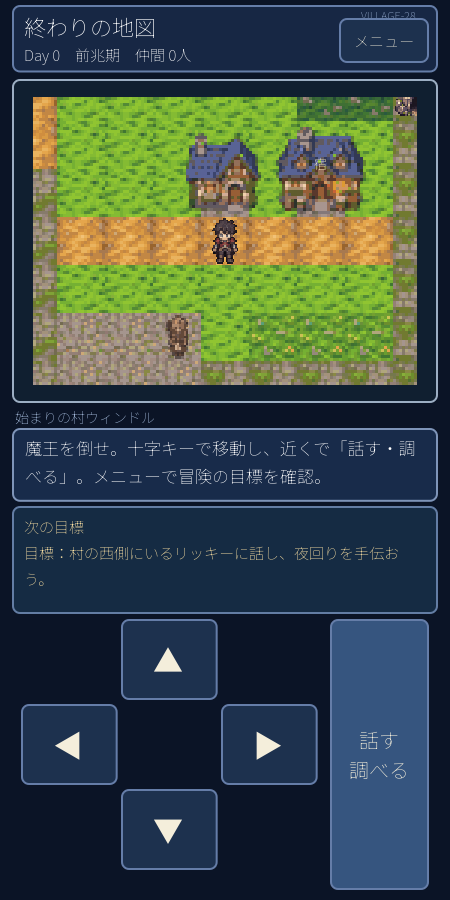 終わりの地図
VILLAGE-28
Day 0 前兆期 仲間 0人
メニュー
始まりの村ウィンドル
魔王を倒せ。十字キーで移動し、近くで「話す・調
べる」。メニューで冒険の目標を確認。
次の目標
目標：村の西側にいるリッキーに話し、夜回りを手伝お
う。
話す
調べる